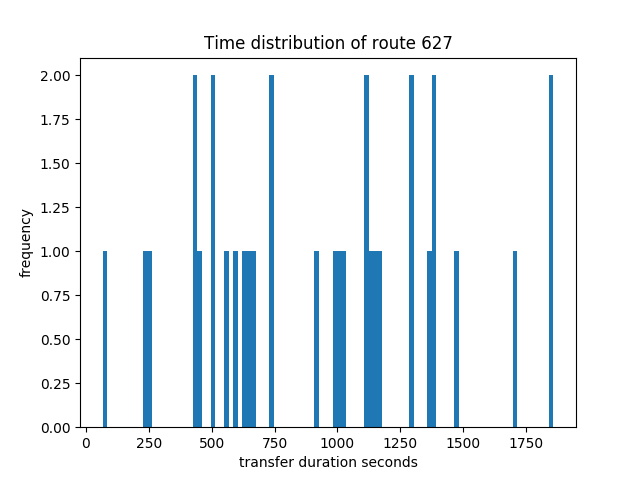 Time distribution of route 627
2.00
1.75
1.50
1.25
1.00
0.75
0.50
0.25
0.00
frequency
0 250 500 750 1000 1250 1500 1750
transfer duration seconds